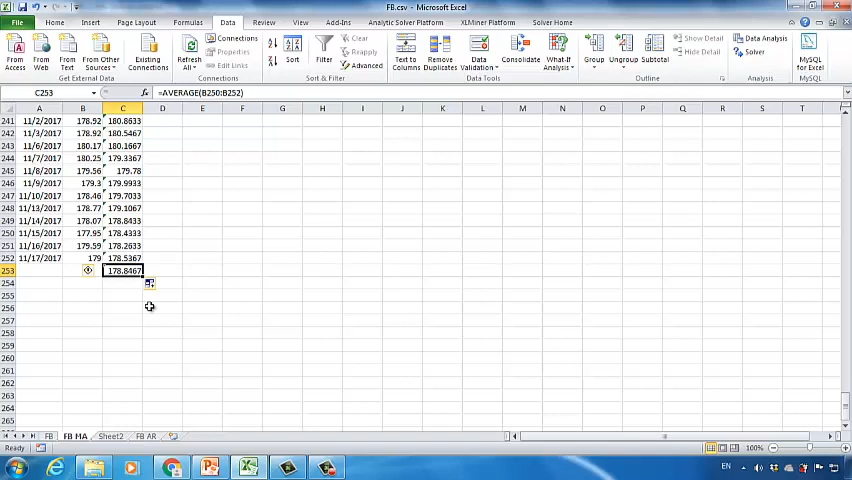 FB.csv - Microsoft Excel
File Home Insert Page Layout Formulas Data Review View Add-Ins Analytic Solver Platform XLMiner Platform Solver Home
From Access From Web From Text From Other Sources Existing Connections Refresh All Connections Properties Edit Links Sort Filter Clear Reapply Advanced Text to Columns Remove Duplicates Data Validation Consolidate What-If Analysis Group Ungroup Subtotal Show Detail Hide Detail Data Analysis Solver MySQL for Excel
Get External Data Connections Sort & Filter Data Tools Outline Analysis
C253 fx =AVERAGE(B250:B252)
A B C D E F G H I J K L M N O P Q R S T
241 11/2/2017 178.92 180.8633
242 11/3/2017 178.92 180.5467
243 11/6/2017 180.17 180.1667
244 11/7/2017 180.25 179.3367
245 11/8/2017 179.56 179.78
246 11/9/2017 179.3 179.9933
247 11/10/2017 178.46 179.7033
248 11/13/2017 178.77 179.1067
249 11/14/2017 178.07 178.8433
250 11/15/2017 177.95 178.4333
251 11/16/2017 179.59 178.2633
252 11/17/2017 179 178.5367
253 178.8467
254
255
256
257
258
259
260
261
262
263
264
265
FB FB MA Sheet2 FB AR
Ready 100%
EN